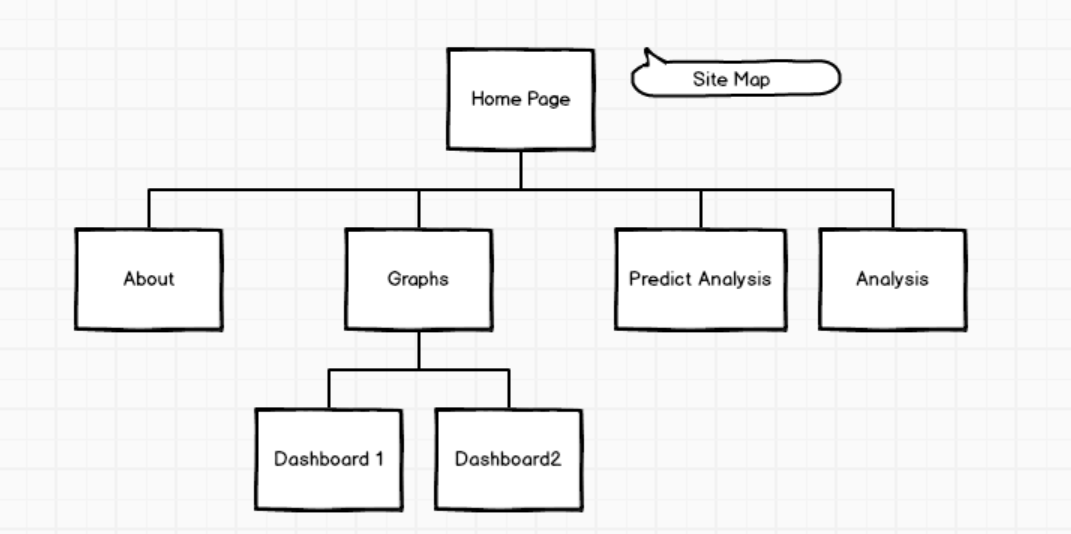 Home Page
Site Map
About
Graphs
Predict Analysis
Analysis
Dashboard 1
Dashboard2